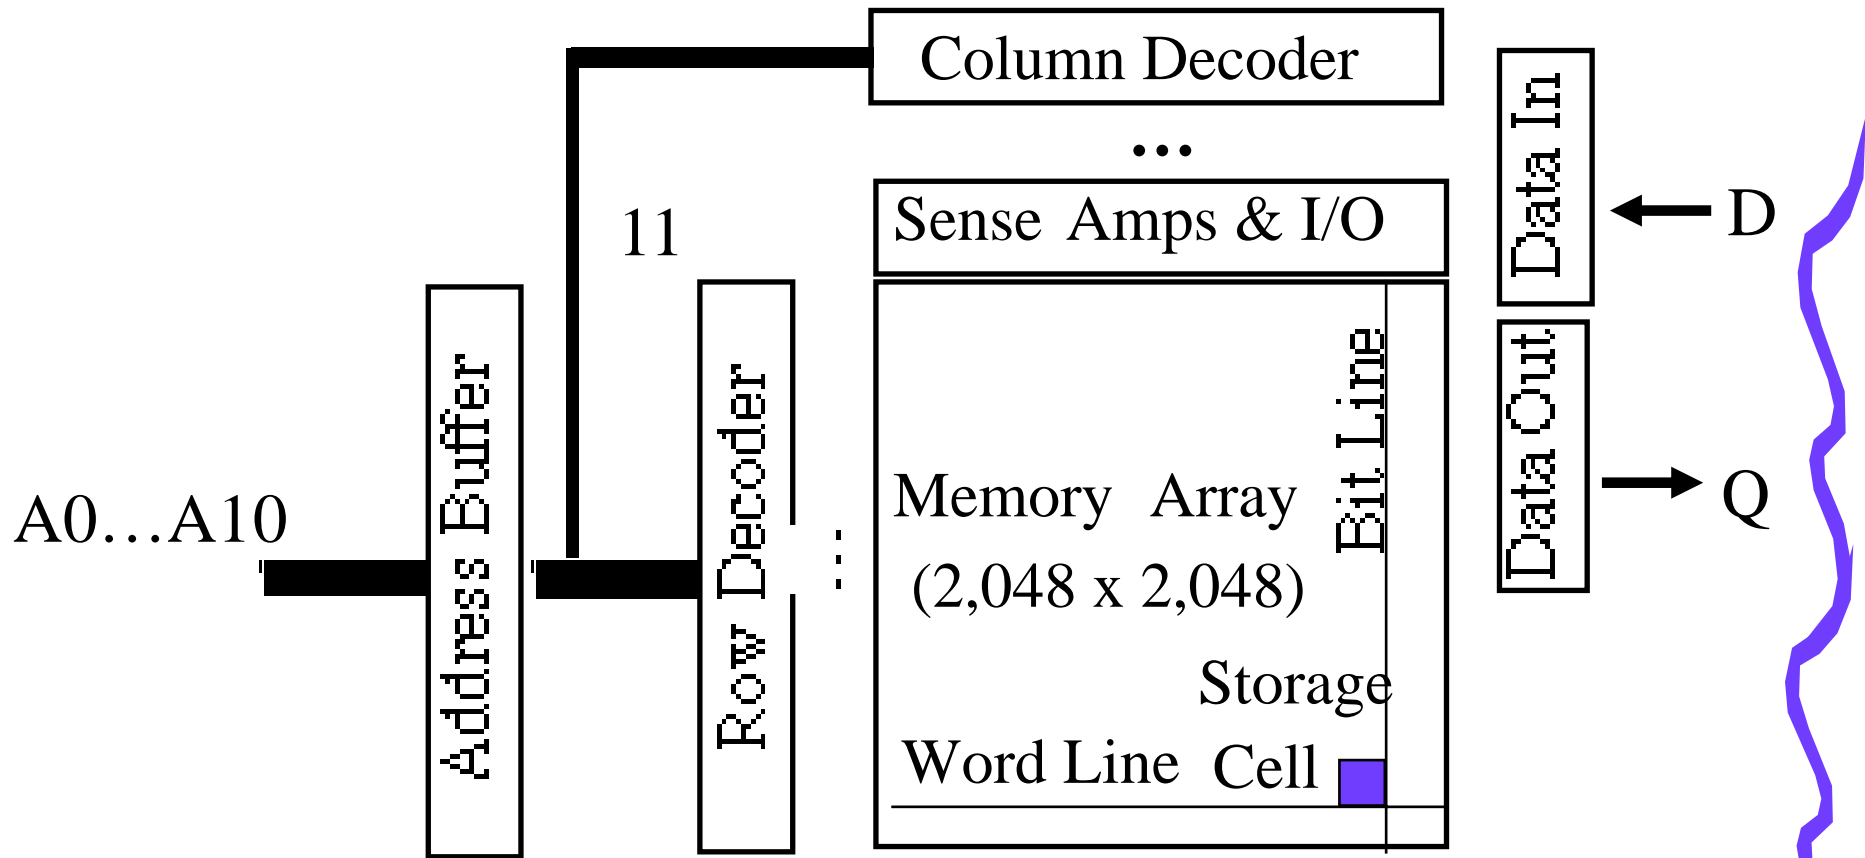 Column Decoder
...
Sense Amps & I/O
11
Data In
D
Address Buffer
Row Decoder
Bit Line
Data Out
A0…A10
...
Memory Array
(2,048 x 2,048)
Q
Storage
Word Line Cell